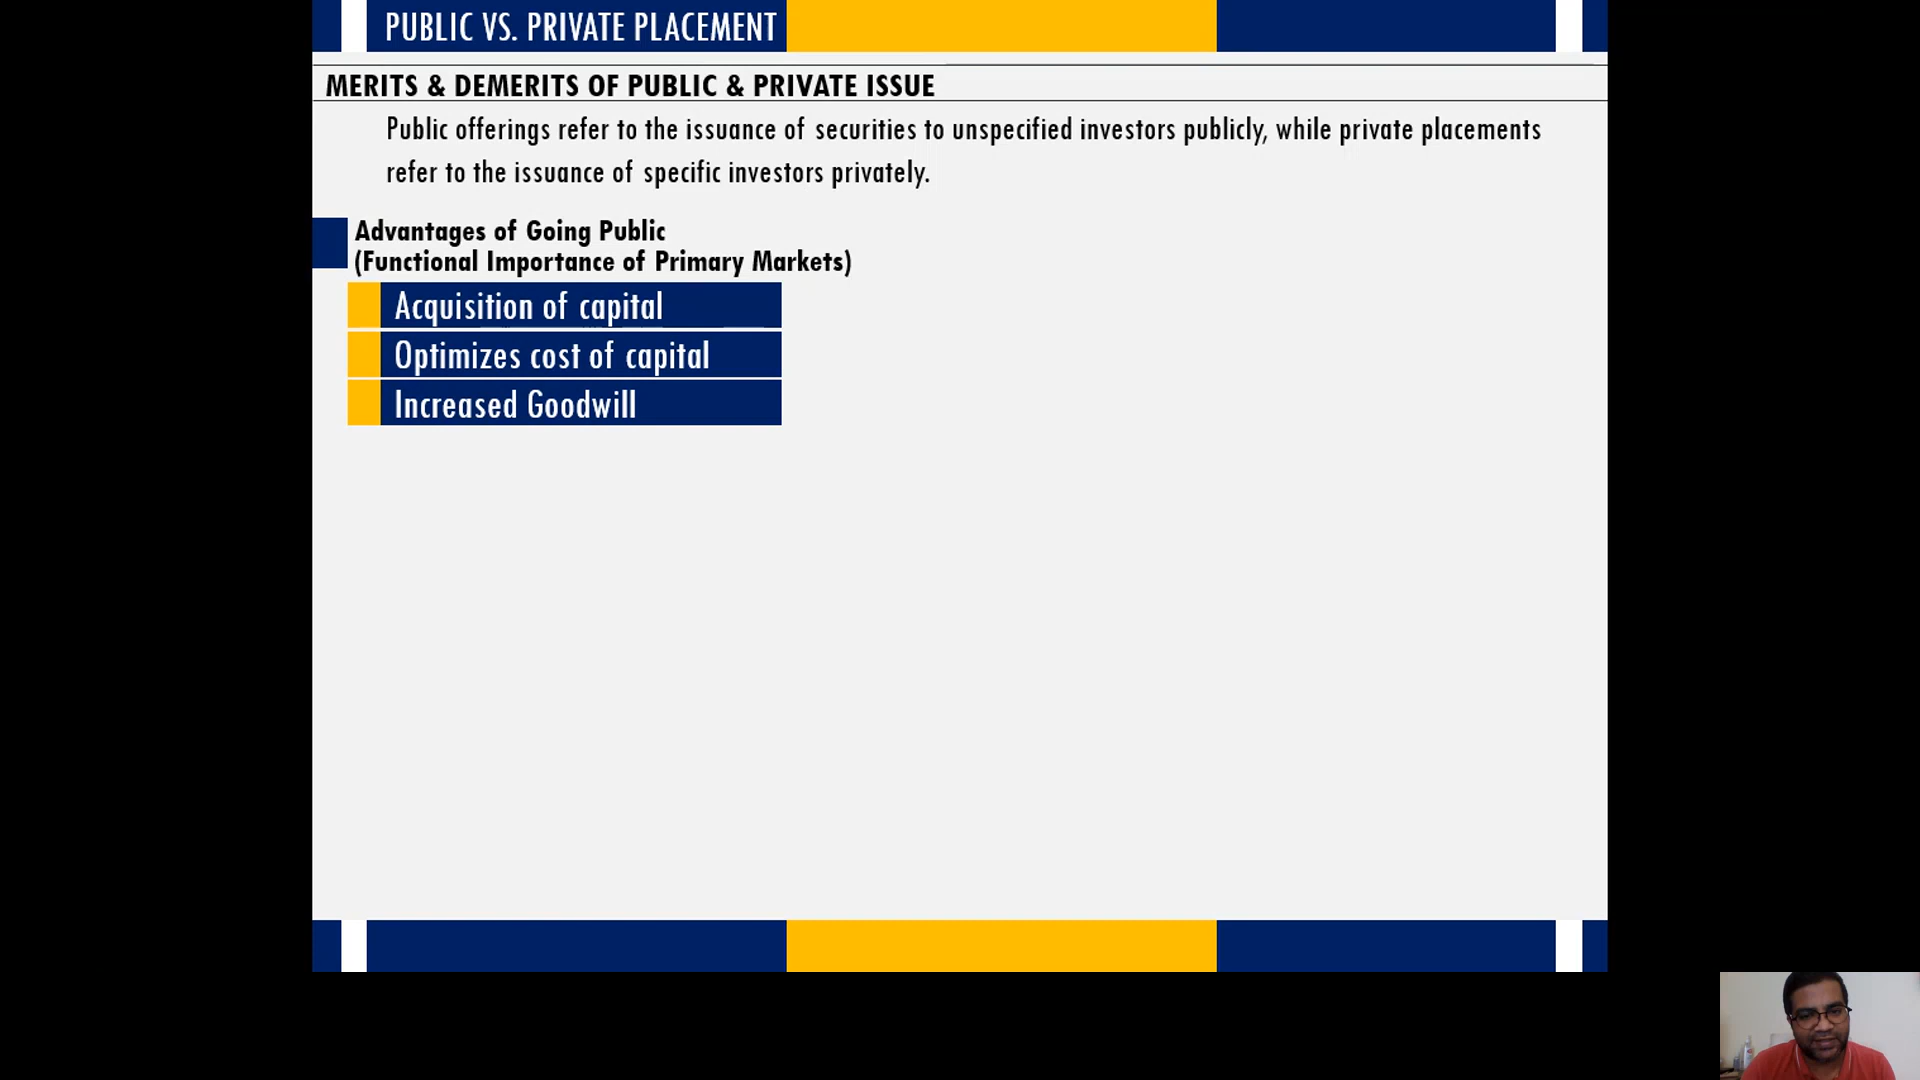 PUBLIC VS. PRIVATE PLACEMENT
MERITS & DEMERITS OF PUBLIC & PRIVATE ISSUE
Public offerings refer to the issuance of securities to unspecified investors publicly, while private placements
refer to the issuance of specific investors privately.
Advantages of Going Public
(Functional Importance of Primary Markets)
Acquisition of capital
Optimizes cost of capital
Increased Goodwill